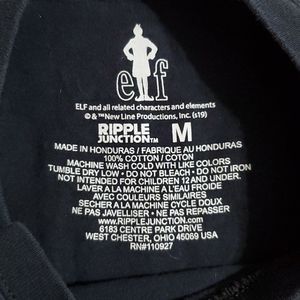 elf
ELF and all related characters and elements
© & ™ New Line Productions, Inc. (s19)
RIPPLE JUNCTION™ M
MADE IN HONDURAS / FABRIQUE AU HONDURAS
100% COTTON / COTON
MACHINE WASH COLD WITH LIKE COLORS
TUMBLE DRY LOW • DO NOT BLEACH • DO NOT IRON
NOT INTENDED FOR CHILDREN 12 AND UNDER.
LAVER A LA MACHINE A L'EAU FROIDE
AVEC COULEURS SIMILAIRES
SECHER A LA MACHINE CYCLE DOUX
NE PAS JAVELLISER • NE PAS REPASSER
WWW.RIPPLEJUNCTION.COM
6183 CENTRE PARK DRIVE
WEST CHESTER, OHIO 45069 USA
RN#110927